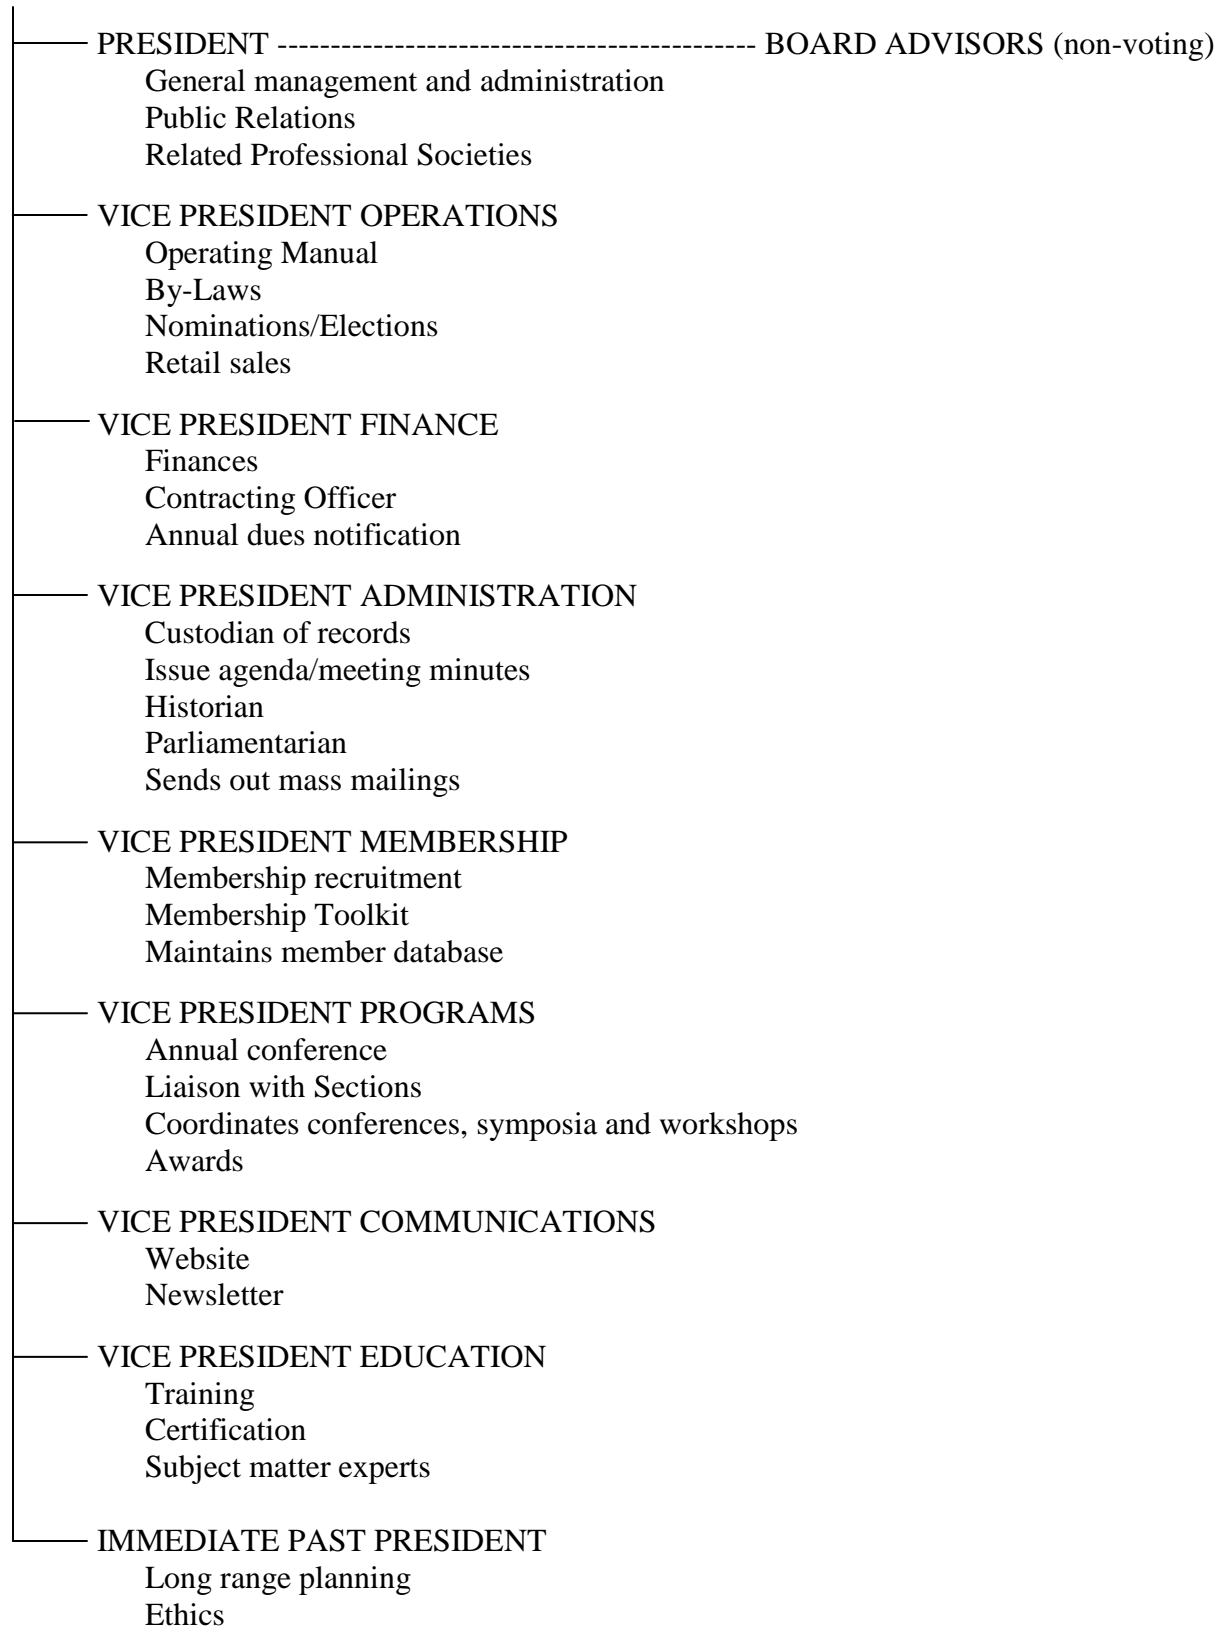 PRESIDENT --------------------------------------------- BOARD ADVISORS (non-voting)
General management and administration
Public Relations
Related Professional Societies
VICE PRESIDENT OPERATIONS
Operating Manual
By-Laws
Nominations/Elections
Retail sales
VICE PRESIDENT FINANCE
Finances
Contracting Officer
Annual dues notification
VICE PRESIDENT ADMINISTRATION
Custodian of records
Issue agenda/meeting minutes
Historian
Parliamentarian
Sends out mass mailings
VICE PRESIDENT MEMBERSHIP
Membership recruitment
Membership Toolkit
Maintains member database
VICE PRESIDENT PROGRAMS
Annual conference
Liaison with Sections
Coordinates conferences, symposia and workshops
Awards
VICE PRESIDENT COMMUNICATIONS
Website
Newsletter
VICE PRESIDENT EDUCATION
Training
Certification
Subject matter experts
IMMEDIATE PAST PRESIDENT
Long range planning
Ethics